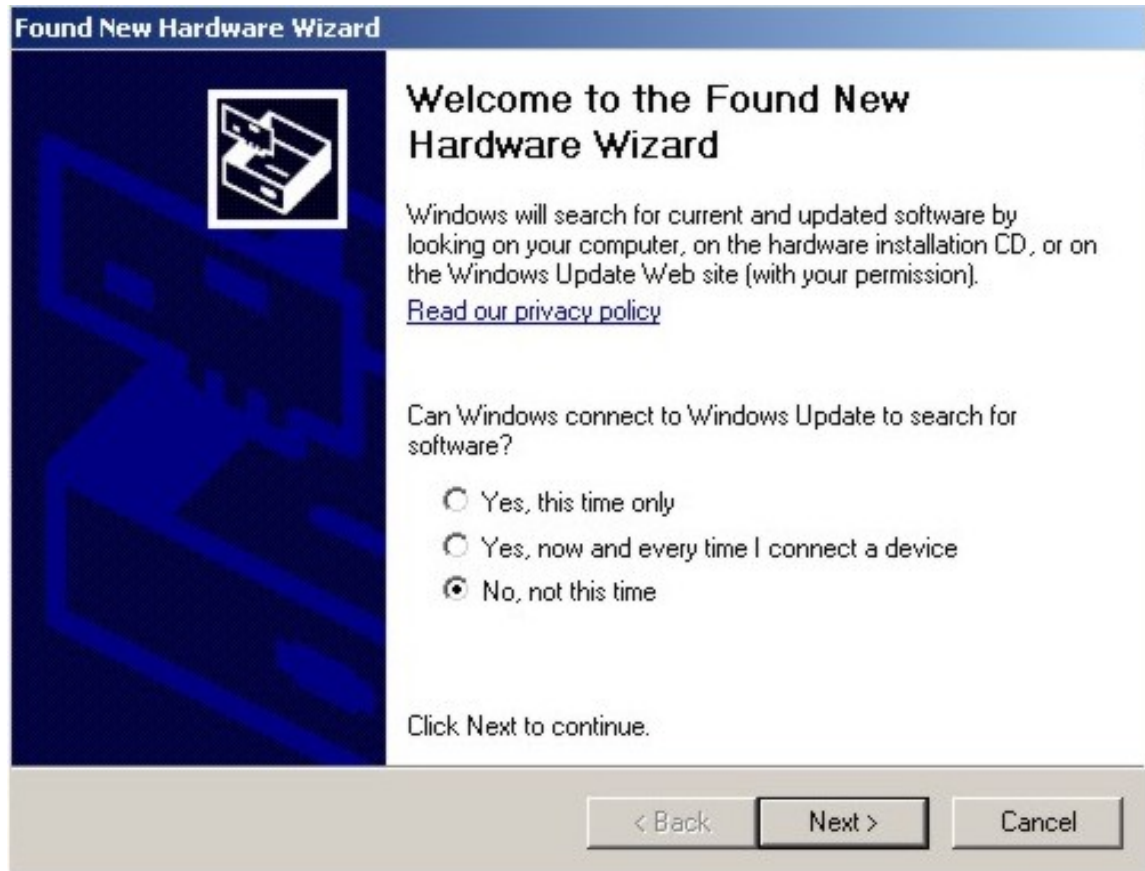 Found New Hardware Wizard
Welcome to the Found New
Hardware Wizard
Windows will search for current and updated software by
looking on your computer, on the hardware installation CD, or on
the Windows Update Web site (with your permission).
Read our privacy policy
Can Windows connect to Windows Update to search for
software?
Yes, this time only
Yes, now and every time I connect a device
No, not this time
Click Next to continue.
< Back Next > Cancel